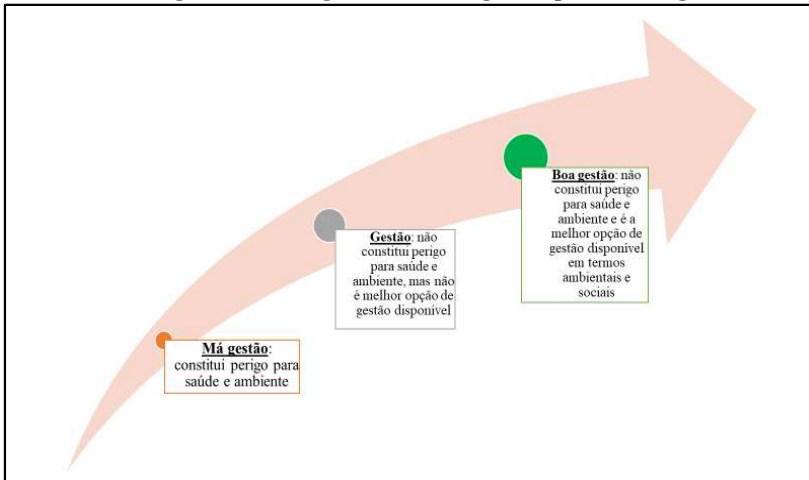 Boa gestão: não
constitui perigo
para saúde e
ambiente e é a
melhor opção de
gestão disponível
em termos
ambientais e
sociais
Gestão: não
constitui perigo
para saúde e
ambiente, mas não
é melhor opção de
gestão disponível
Má gestão:
constitui perigo para
saúde e ambiente